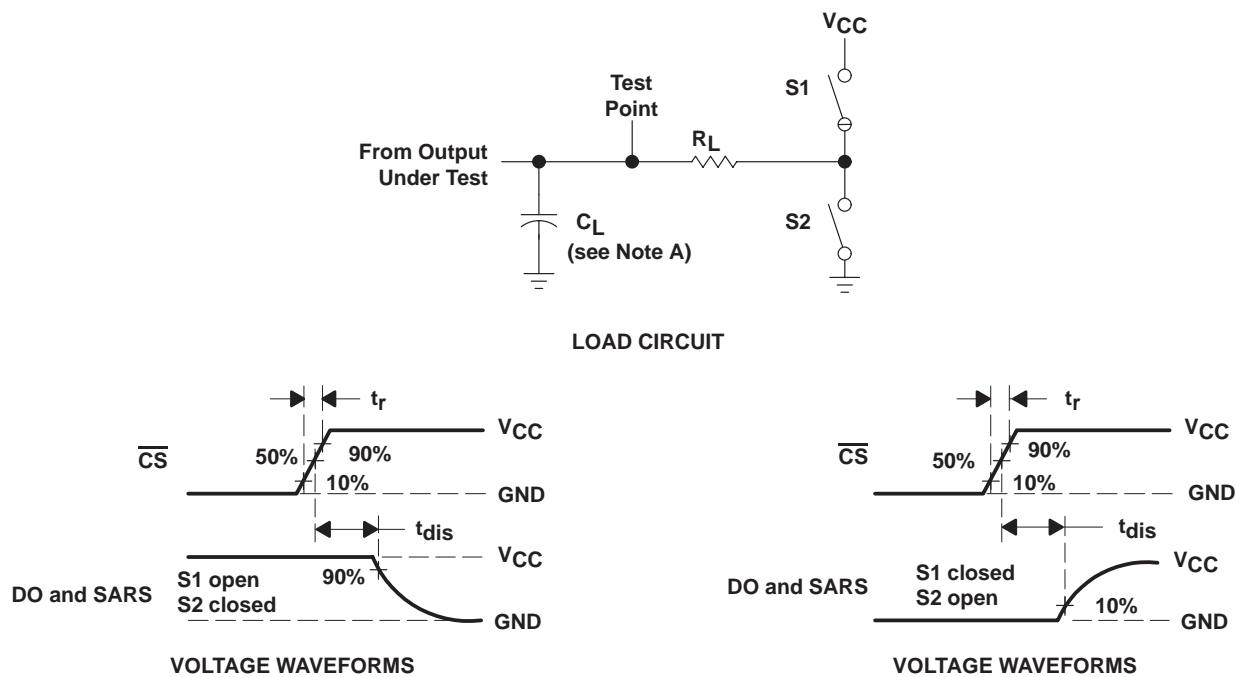 VCC
S1
Test
Point
RL
From Output
Under Test
S2
CL
(see Note A)
LOAD CIRCUIT
tr
VCC
CS
50%
90%
10%
GND
tdis
VCC
DO and SARS
S1 open
S2 closed
90%
GND
VOLTAGE WAVEFORMS
tr
VCC
CS
50%
90%
10%
GND
tdis
VCC
DO and SARS
S1 closed
S2 open
10%
GND
VOLTAGE WAVEFORMS